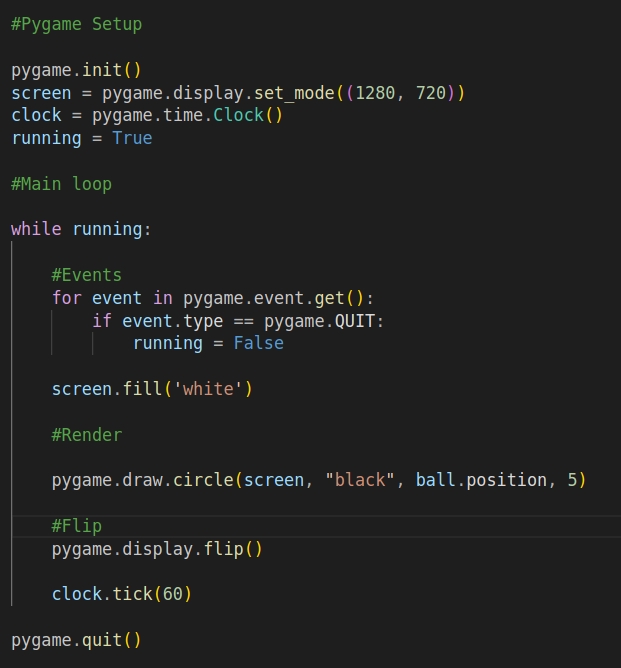 #Pygame Setup
pygame.init()
screen = pygame.display.set_mode((1280, 720))
clock = pygame.time.Clock()
running = True
#Main loop
while running:
    #Events
    for event in pygame.event.get():
        if event.type == pygame.QUIT:
            running = False
    screen.fill('white')
    #Render
    pygame.draw.circle(screen, "black", ball.position, 5)
    #Flip
    pygame.display.flip()
    clock.tick(60)
pygame.quit()